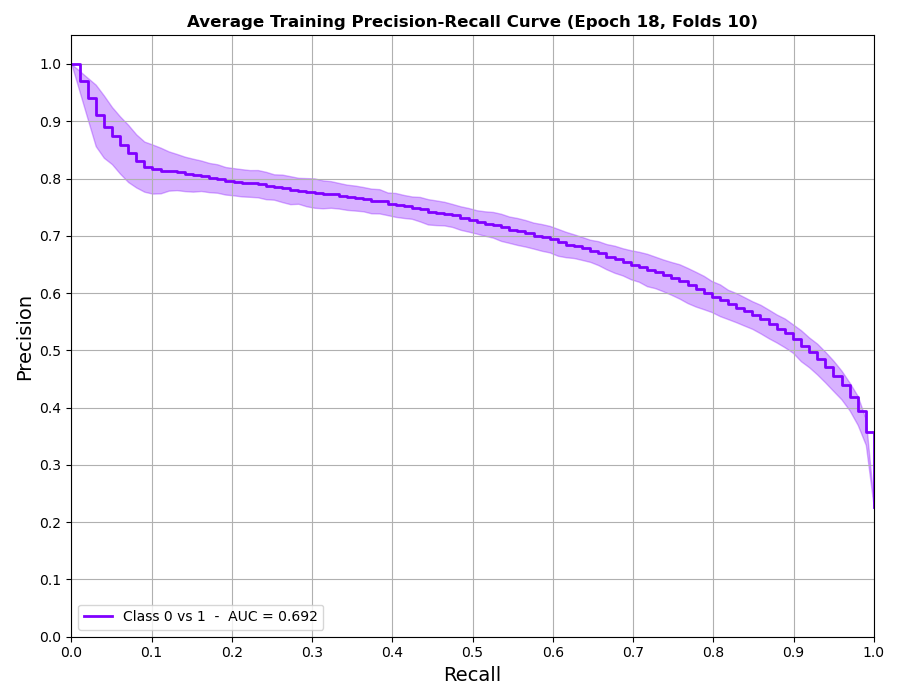 Average Training Precision-Recall Curve (Epoch 18, Folds 10)
Precision
1.0
0.9
0.8
0.7
0.6
0.5
0.4
0.3
0.2
0.1
0.0
Class 0 vs 1 - AUC = 0.692
0.0 0.1 0.2 0.3 0.4 0.5 0.6 0.7 0.8 0.9 1.0
Recall